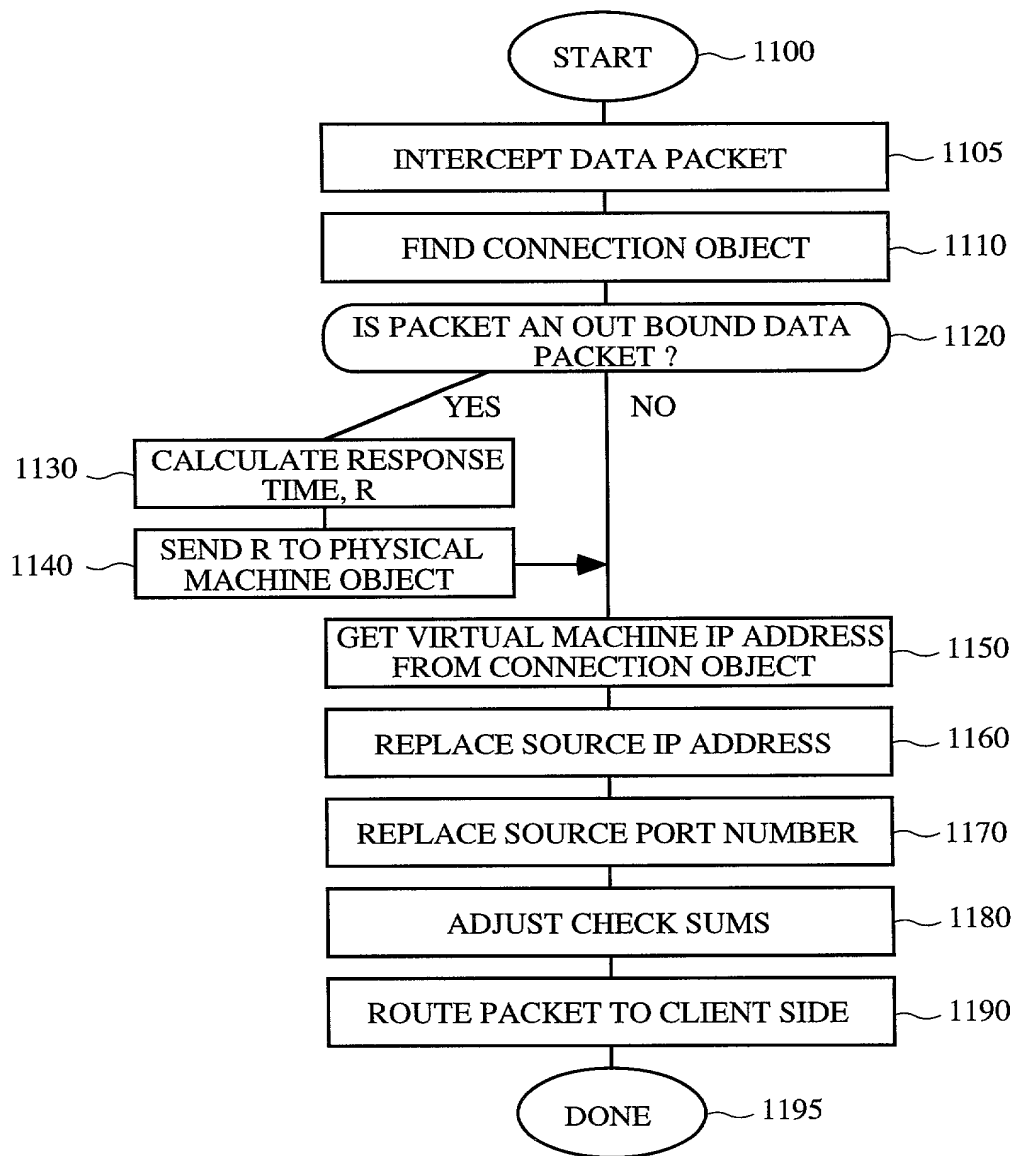 START
1100
INTERCEPT DATA PACKET
1105
FIND CONNECTION OBJECT
1110
IS PACKET AN OUT BOUND DATA
PACKET ?
1120
YES
NO
1130
CALCULATE RESPONSE
TIME, R
1140
SEND R TO PHYSICAL
MACHINE OBJECT
GET VIRTUAL MACHINE IP ADDRESS
FROM CONNECTION OBJECT
1150
REPLACE SOURCE IP ADDRESS
1160
REPLACE SOURCE PORT NUMBER
1170
ADJUST CHECK SUMS
1180
ROUTE PACKET TO CLIENT SIDE
1190
DONE
1195